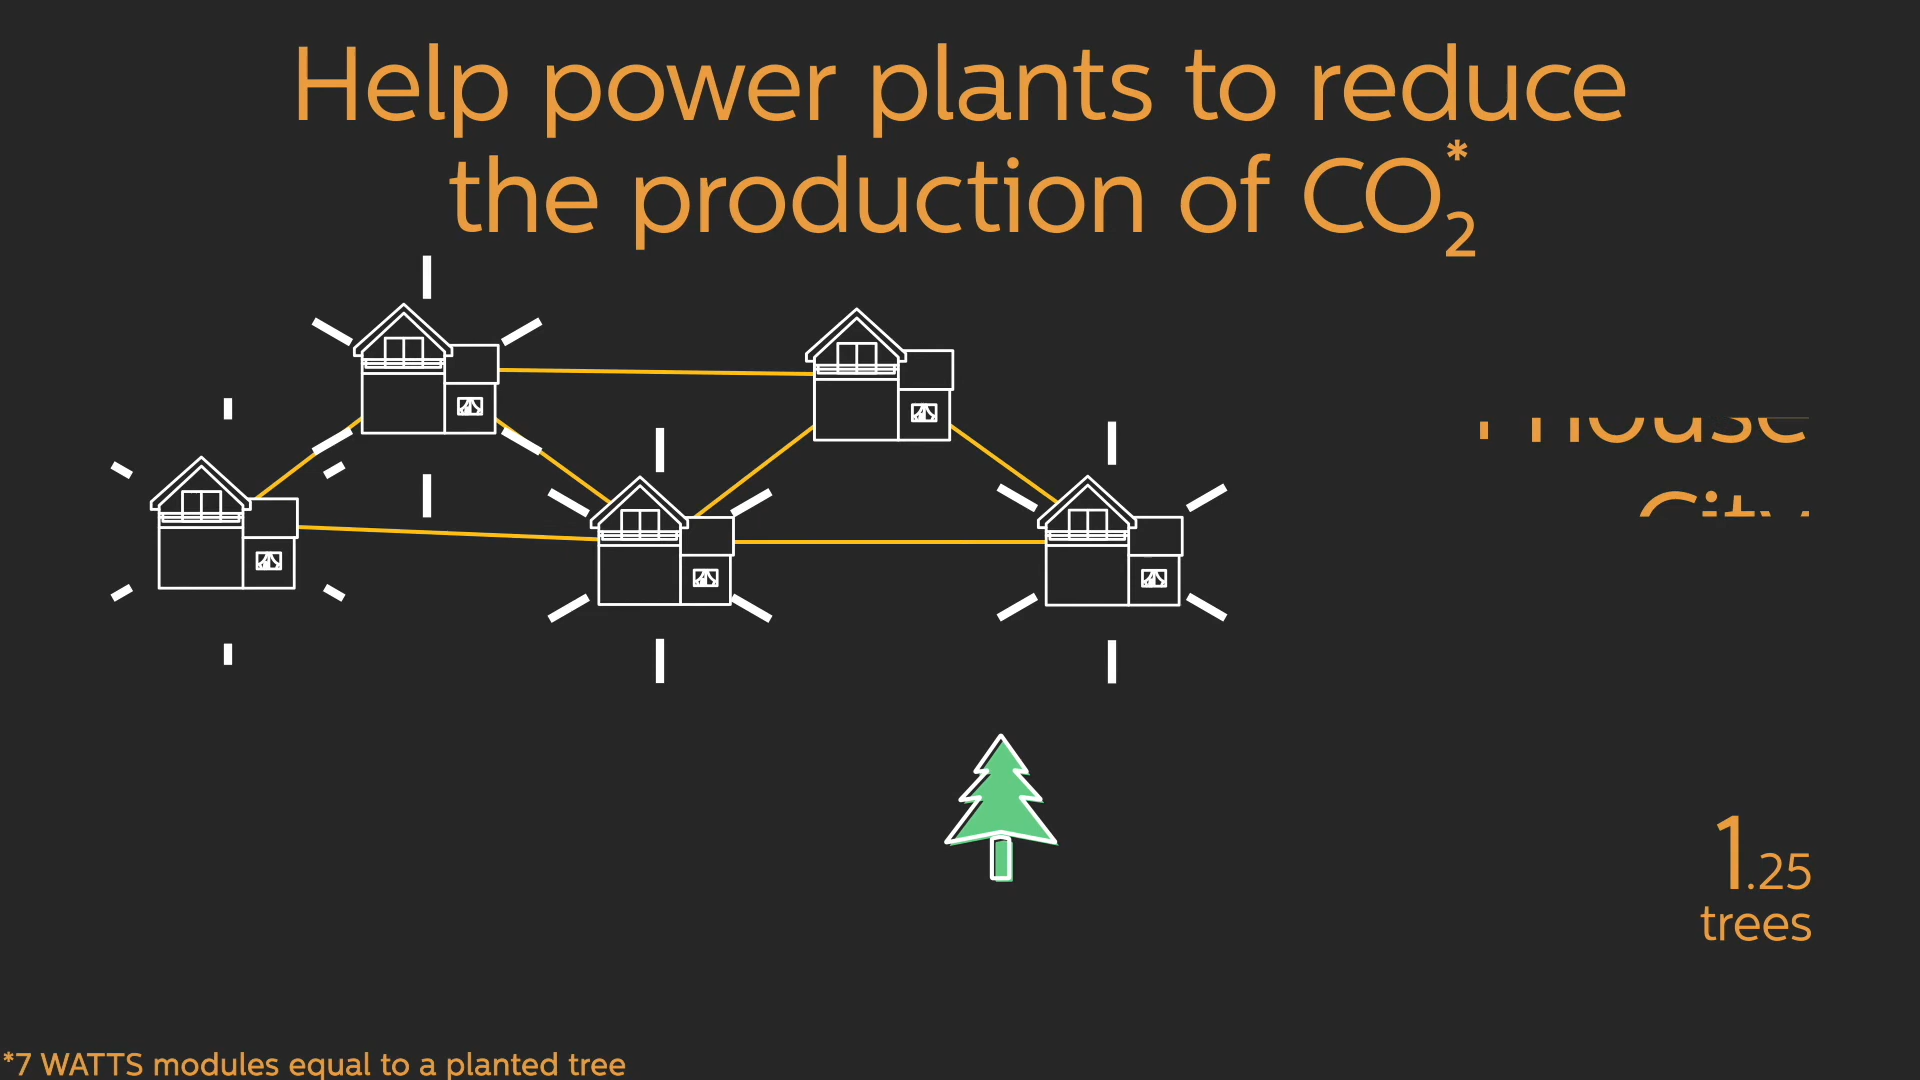 Help power plants to reduce
the production of CO₂*
1.25
trees
*7 WATTS modules equal to a planted tree